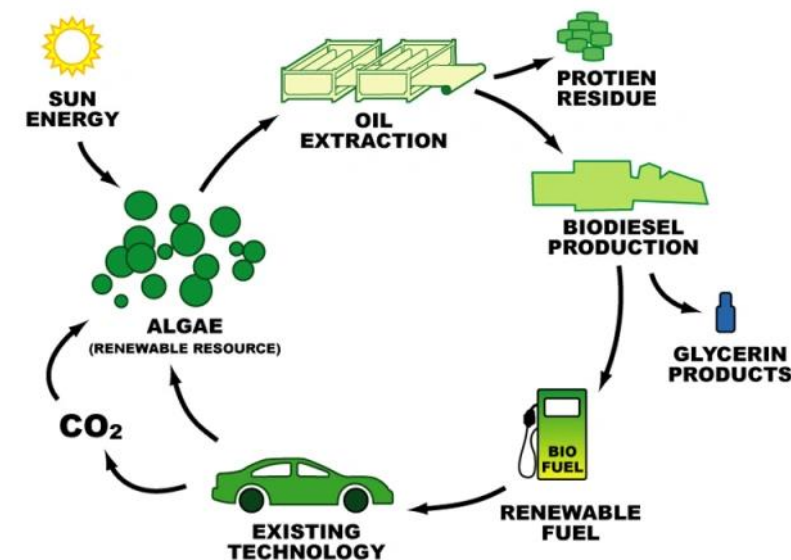 SUN
ENERGY
OIL
EXTRACTION
PROTIEN
RESIDUE
BIODIESEL
PRODUCTION
GLYCERIN
PRODUCTS
BIO
FUEL
RENEWABLE
FUEL
EXISTING
TECHNOLOGY
CO₂
ALGAE
(RENEWABLE RESOURCE)